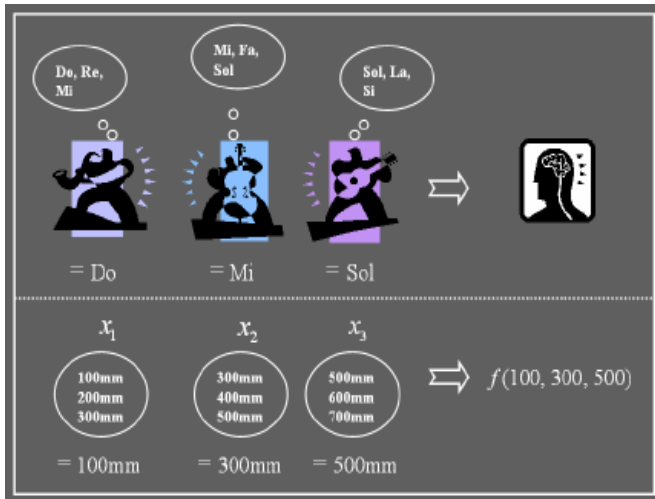 Do, Re,
Mi
Mi, Fa,
Sol
Sol, La,
Si
= Do
= Mi
= Sol
x₁
x₂
x₃
100mm
200mm
300mm
300mm
400mm
500mm
500mm
600mm
700mm
f(100, 300, 500)
= 100mm
= 300mm
= 500mm